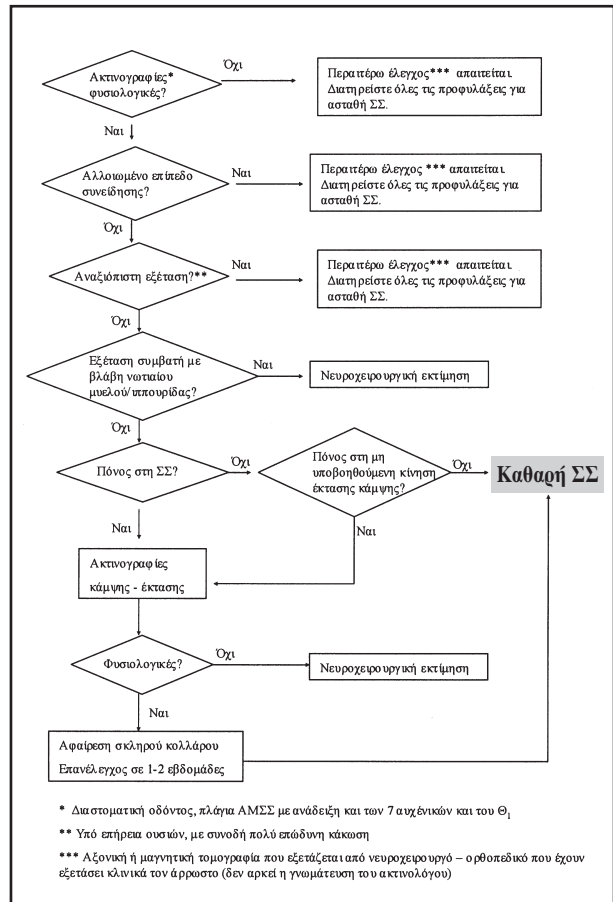 Ακτινογραφίες*
φυσιολογικές?
Όχι
Περαιτέρω έλεγχος*** απαιτείται.
Διατηρείστε όλες τις προφυλάξεις για
ασταθή ΣΣ.
Ναι
Αλλοιωμένο επίπεδο
συνείδησης?
Ναι
Περαιτέρω έλεγχος *** απαιτείται.
Διατηρείστε όλες τις προφυλάξεις για
ασταθή ΣΣ.
Όχι
Αναξιόπιστη εξέταση?**
Ναι
Περαιτέρω έλεγχος*** απαιτείται.
Διατηρείστε όλες τις προφυλάξεις για
ασταθή ΣΣ.
Όχι
Εξέταση συμβατή με
βλάβη νωτιαίου
μυελού/ιππουρίδας?
Ναι
Νευροχειρουργική εκτίμηση
Όχι
Πόνος στη ΣΣ?
Όχι
Πόνος στη μη
υποβοηθούμενη κίνηση
έκτασης κάμψης?
Όχι
Καθαρή ΣΣ
Ναι
Ναι
Ακτινογραφίες
κάμψης - έκτασης
Φυσιολογικές?
Όχι
Νευροχειρουργική εκτίμηση
Ναι
Αφαίρεση σκληρού κολλάρου
Επανέλεγχος σε 1-2 εβδομάδες
* Διαστοματική οδόντος, πλάγια ΑΜΣΣ με ανάδειξη και των 7 αυχενικών και του Θ1
** Υπό επήρεια ουσιών, με συνοδή πολύ επώδυνη κάκωση
*** Αξονική ή μαγνητική τομογραφία που εξετάζεται από νευροχειρουργό – ορθοπεδικό που έχουν
εξετάσει κλινικά τον άρρωστο (δεν αρκεί η γνωμάτευση του ακτινολόγου)